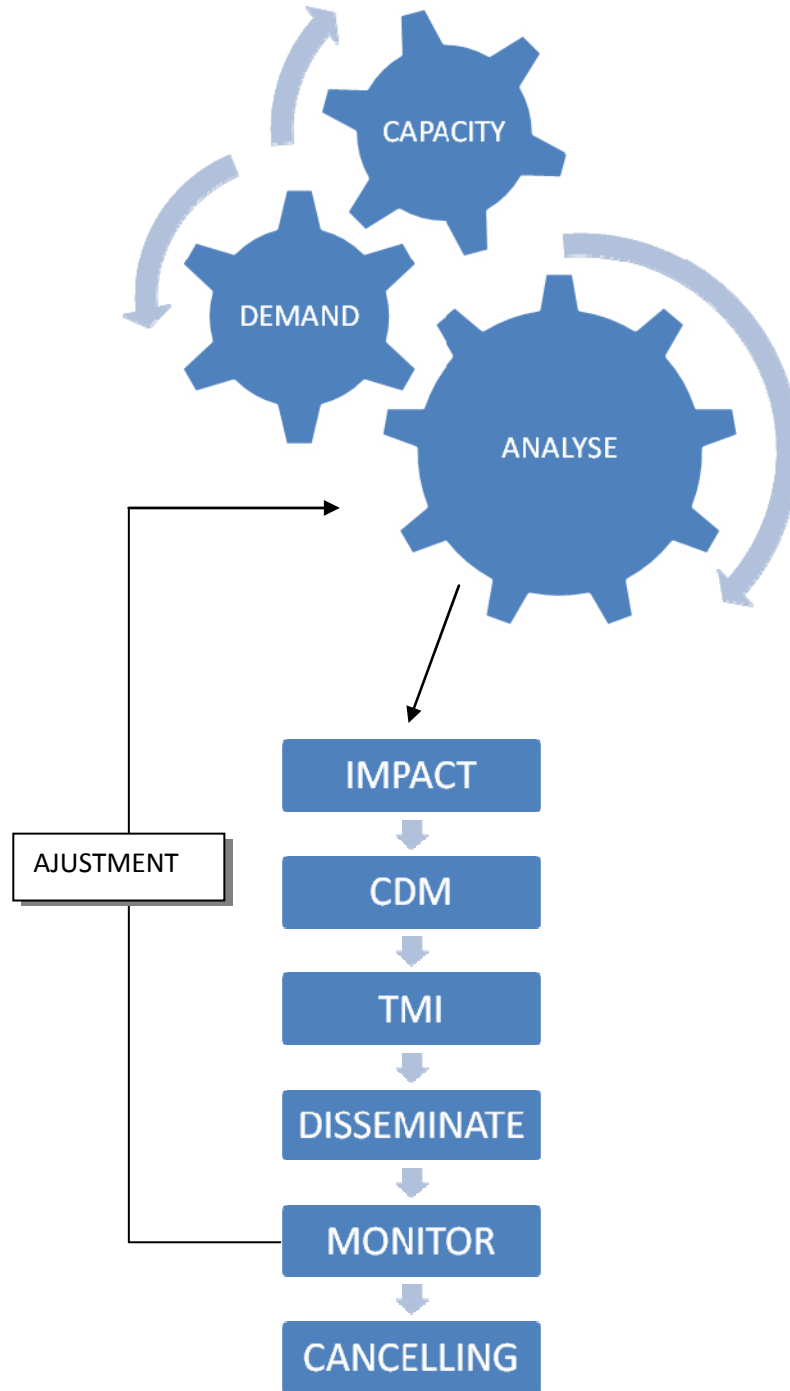 CAPACITY
DEMAND
ANALYSE
IMPACT
AJUSTMENT
CDM
TMI
DISSEMINATE
MONITOR
CANCELLING